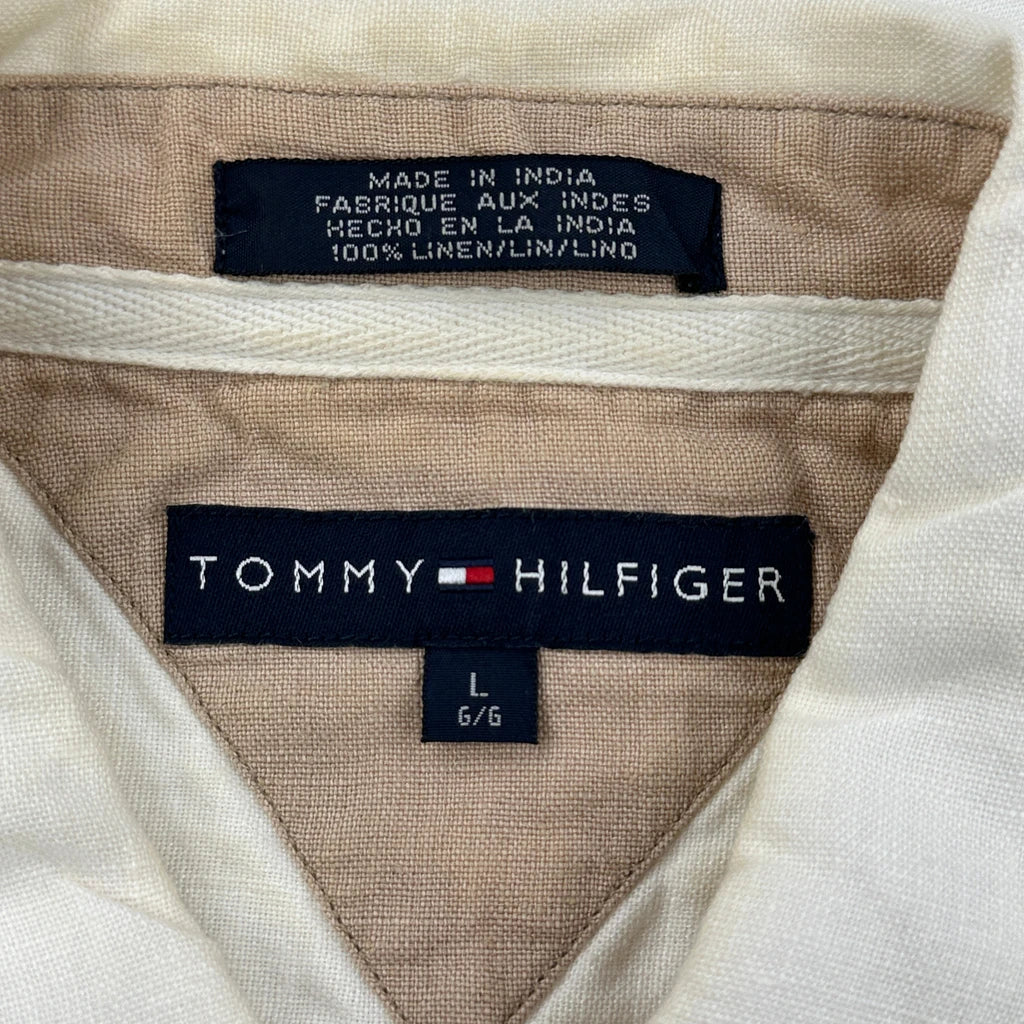 MADE IN INDIA
FABRIQUE AUX INDES
HECHO EN LA INDIA
100% LINEN/LIN/LINO
TOMMY HILFIGER
L
G/G